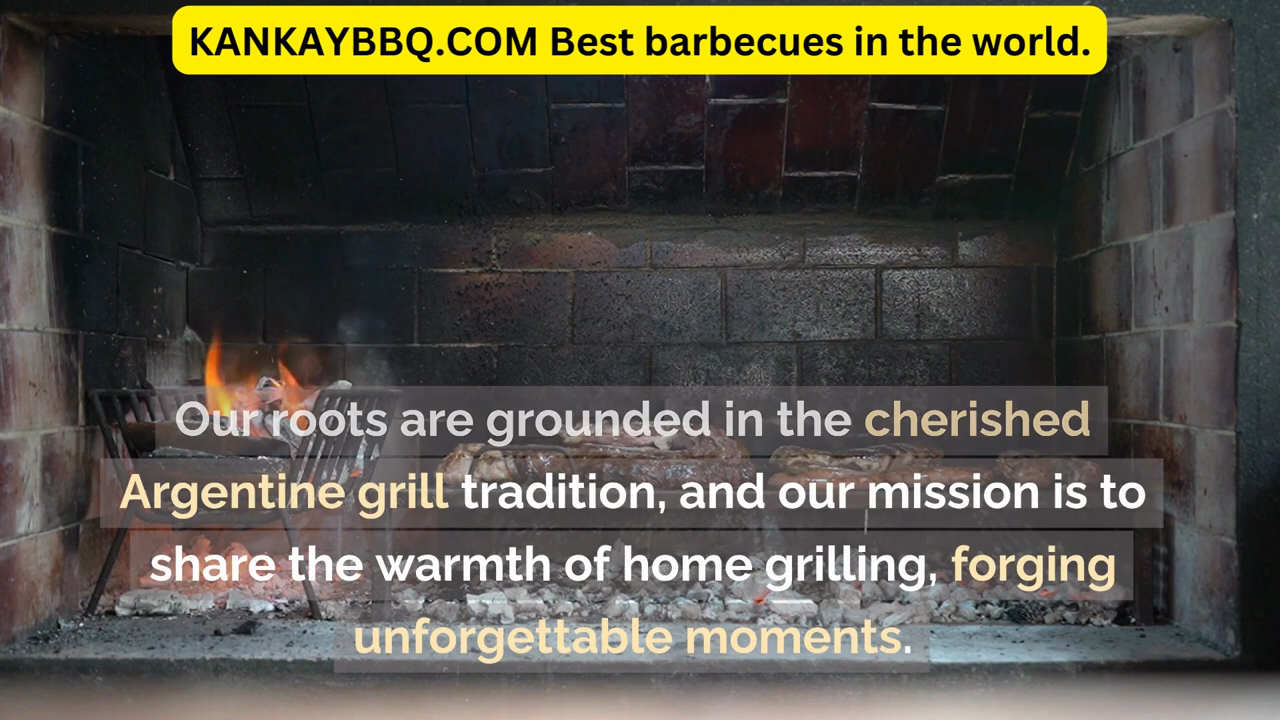 KANKAYBBQ.COM Best barbecues in the world.
Our roots are grounded in the cherished
Argentine grill tradition, and our mission is to
share the warmth of home grilling, forging
unforgettable moments.